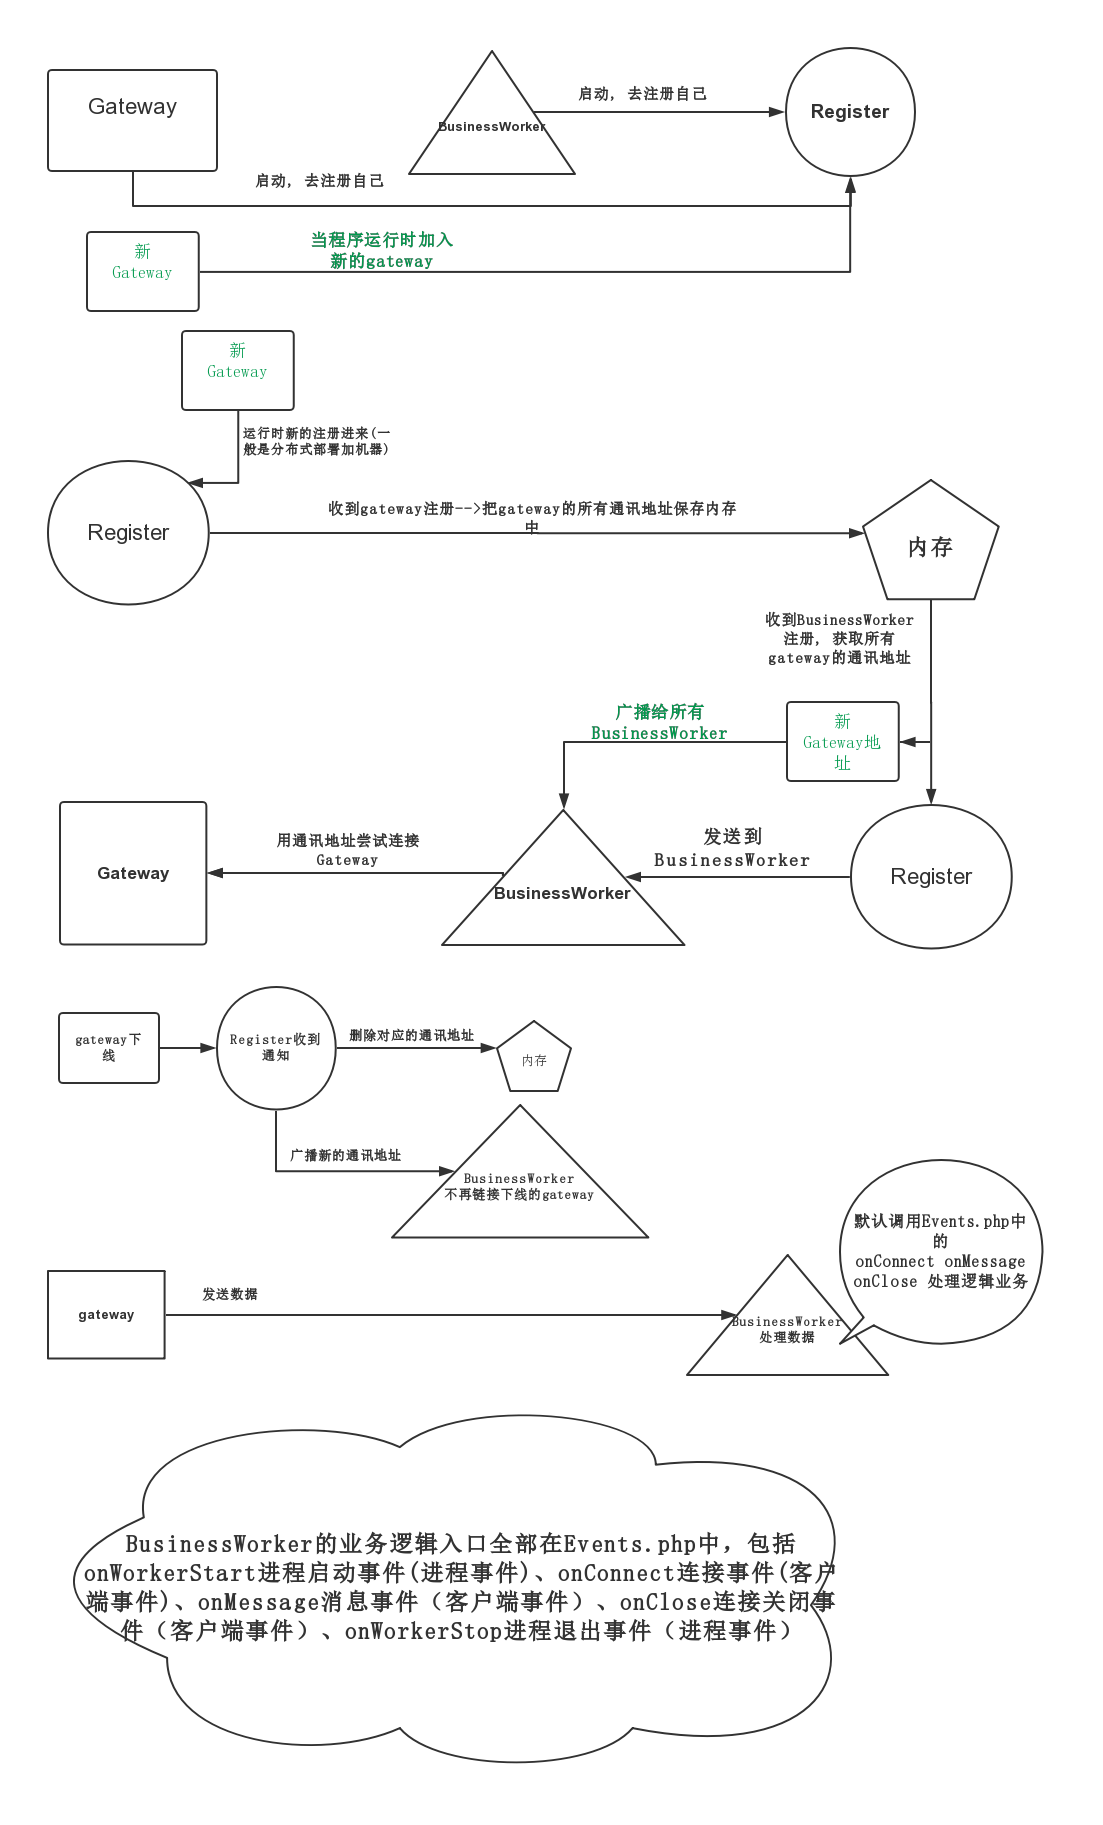 Gateway
BusinessWorker
启动，去注册自己
Register
启动，去注册自己
新
Gateway
当程序运行时加入
新的gateway
新
Gateway
运行时新的注册进来(一
般是分布式部署加机器)
Register
收到gateway注册-->把gateway的所有通讯地址保存内存
中
内存
收到BusinessWorker
注册，获取所有
gateway的通讯地址
广播给所有
BusinessWorker
新
Gateway地
址
Gateway
用通讯地址尝试连接
Gateway
BusinessWorker
发送到
BusinessWorker
Register
gateway下
线
Register收到
通知
删除对应的通讯地址
内存
广播新的通讯地址
BusinessWorker
不再链接下线的gateway
默认调用Events.php中
的
onConnect onMessage
onClose 处理逻辑业务
gateway
发送数据
BusinessWorker
处理数据
BusinessWorker的业务逻辑入口全部在Events.php中，包括
onWorkerStart进程启动事件(进程事件)、onConnect连接事件(客户
端事件)、onMessage消息事件（客户端事件）、onClose连接关闭事
件（客户端事件）、onWorkerStop进程退出事件（进程事件）